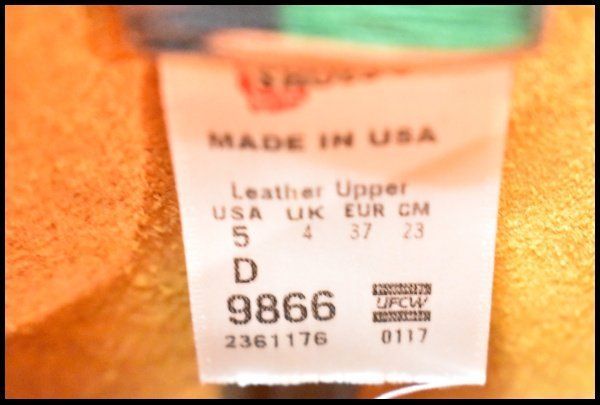 MADE IN USA
Leather Upper
USA UK EUR CM
5 4 37 23
D
9866 UFCW
2361176 0117